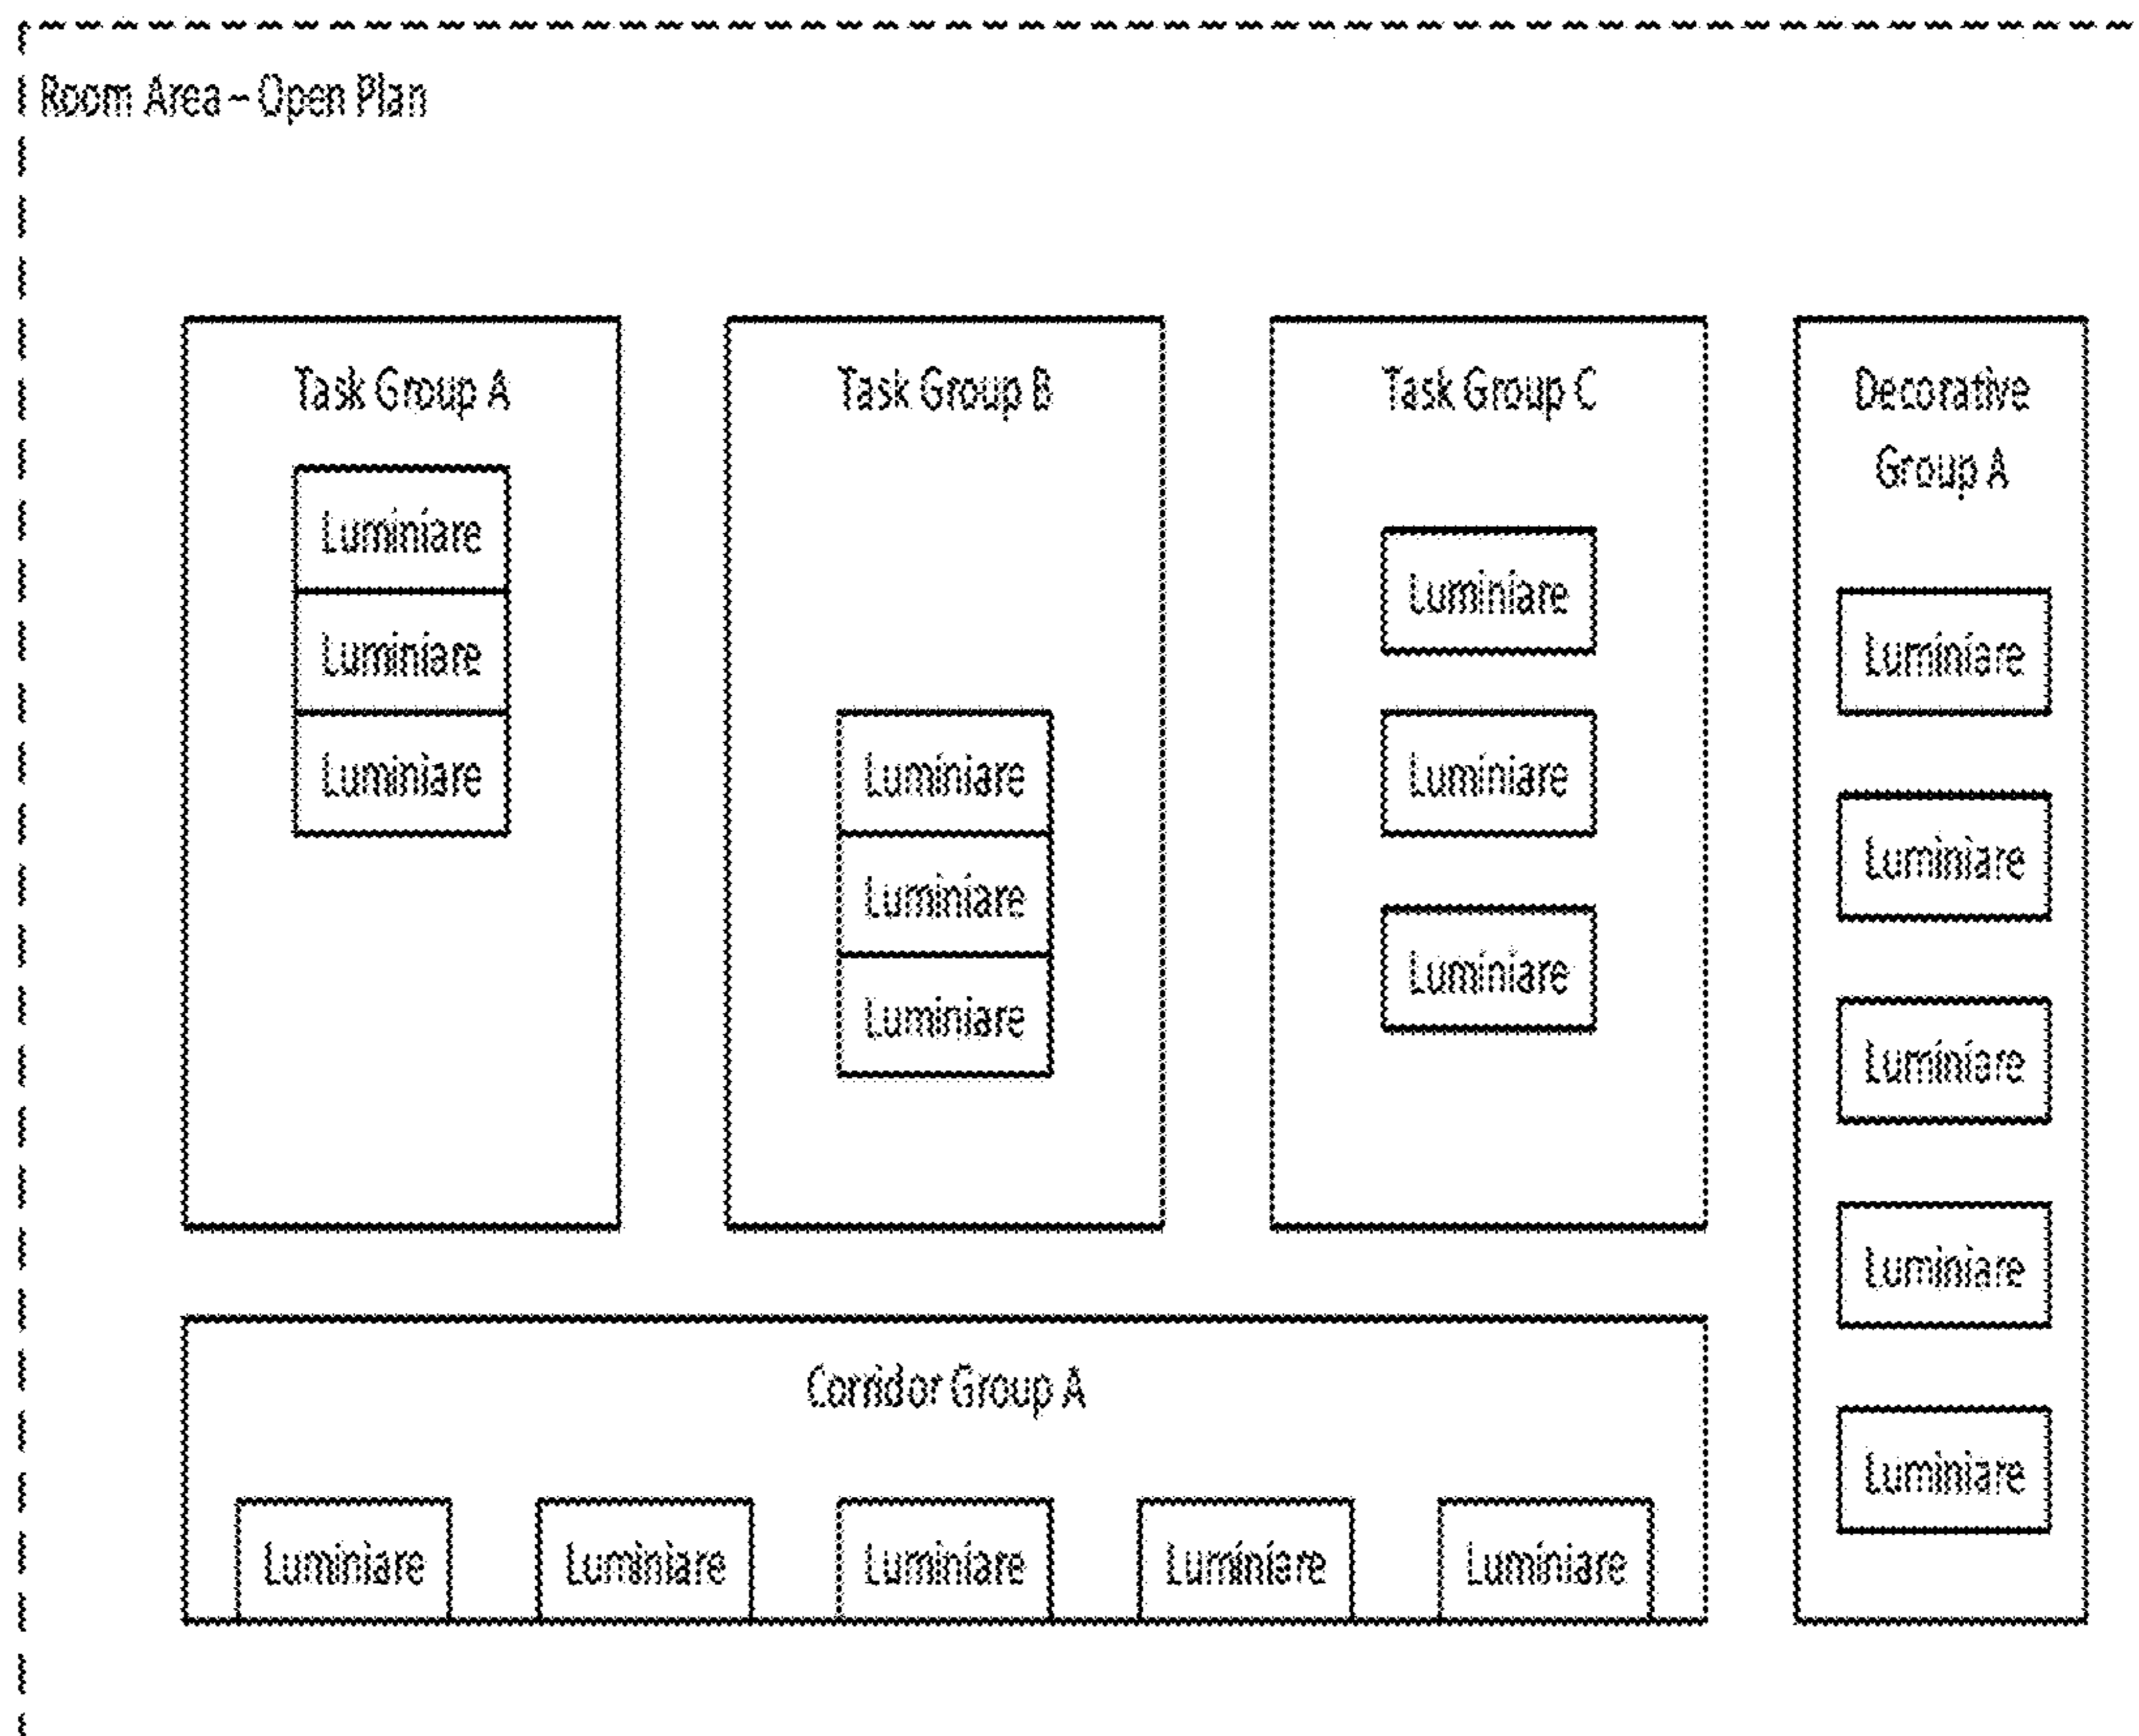 Room Area – Open Plan
Task Group A
Luminiare
Luminiare
Luminiare
Task Group B
Luminiare
Luminiare
Luminiare
Task Group C
Luminiare
Luminiare
Luminiare
Decorative
Group A
Luminiare
Luminiare
Luminiare
Luminiare
Luminiare
Corridor Group A
Luminiare
Luminiare
Luminiare
Luminiare
Luminiare